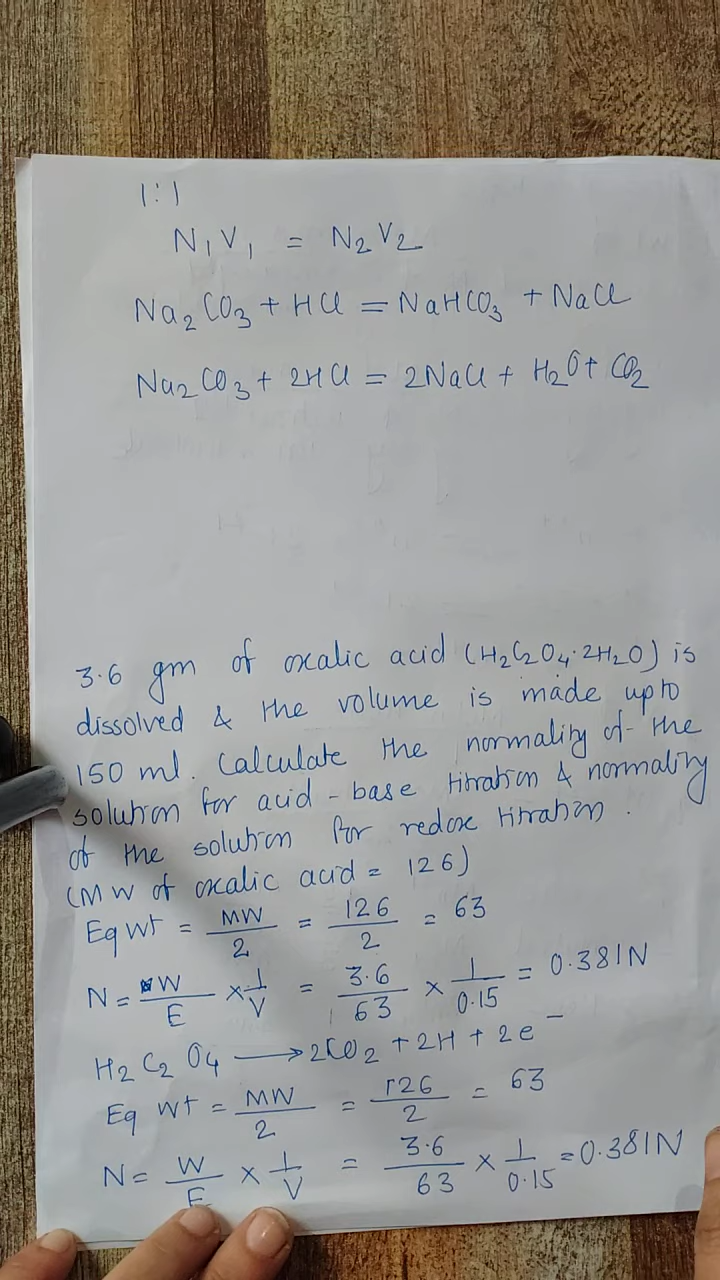 1:1
N₁V₁ = N₂V₂
Na₂CO₃ + HCl = NaHCO₃ + NaCl
Na₂CO₃ + 2HCl = 2NaCl + H₂O + CO₂
3.6 gm of oxalic acid (H₂C₂O₄·2H₂O) is
dissolved & the volume is made upto
150 ml. Calculate the normality of the
solution for acid-base titration & normality
of the solution for redox titration.
(MW of oxalic acid = 126)
Eq wt = MW/2 = 126/2 = 63
N = W/E × 1/V = 3.6/63 × 1/0.15 = 0.381N
H₂C₂O₄ ⟶ 2CO₂ + 2H + 2e⁻
Eq wt = MW/2 = 126/2 = 63
N = W/E × 1/V = 3.6/63 × 1/0.15 = 0.381N